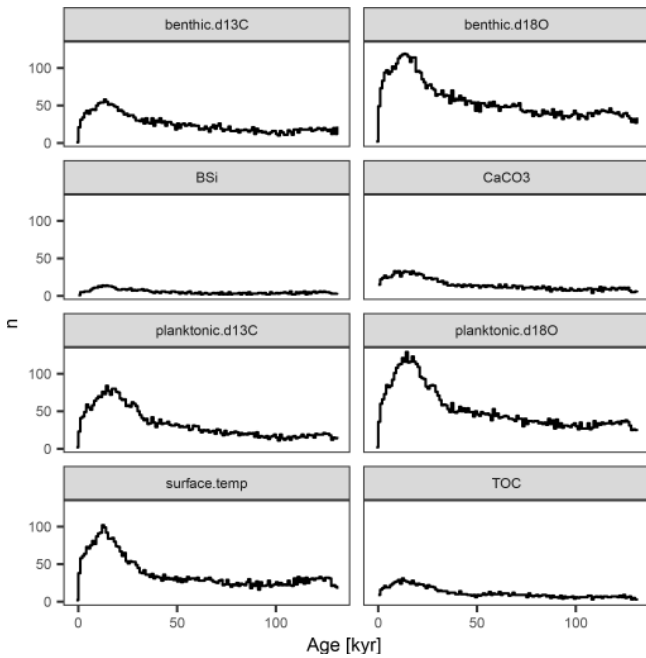 benthic.d13C benthic.d18O
100
50
0
BSi CaCO3
100
50
0
n
planktonic.d13C planktonic.d18O
100
50
0
surface.temp TOC
100
50
0
0 50 100 0 50 100
Age [kyr]